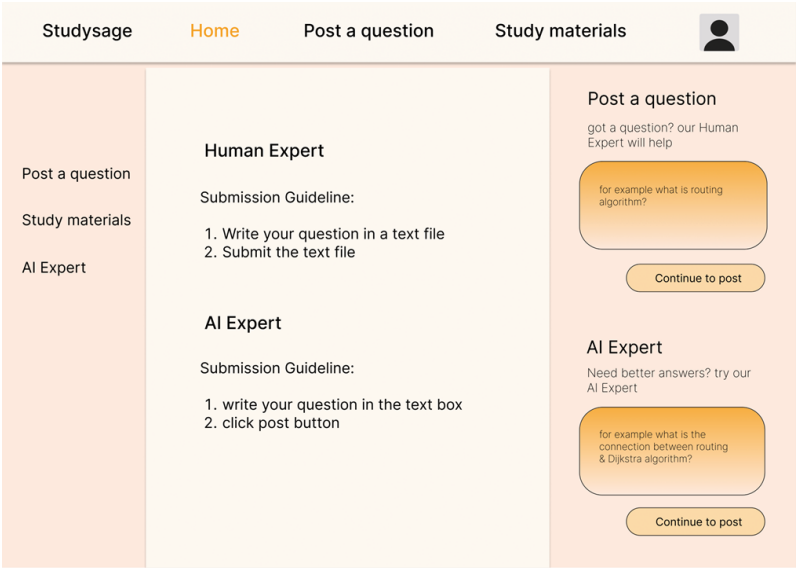 Studysage Home Post a question Study materials
Post a question
Study materials
AI Expert
Human Expert
Submission Guideline:
1. Write your question in a text file
2. Submit the text file
AI Expert
Submission Guideline:
1. write your question in the text box
2. click post button
Post a question
got a question? our Human
Expert will help
for example what is routing
algorithm?
Continue to post
AI Expert
Need better answers? try our
AI Expert
for example what is the
connection between routing
& Dijkstra algorithm?
Continue to post